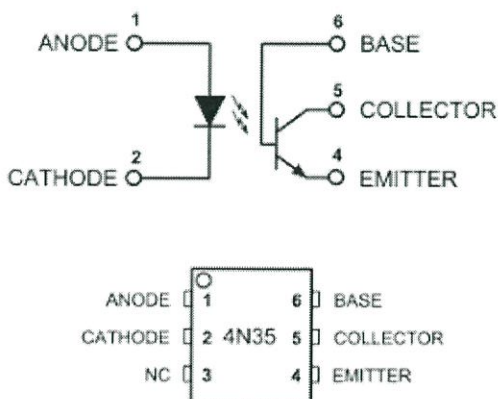 1
6
ANODE
BASE
5
COLLECTOR
2
4
CATHODE
EMITTER
ANODE 1 6 BASE
CATHODE 2 4N35 5 COLLECTOR
NC 3 4 EMITTER